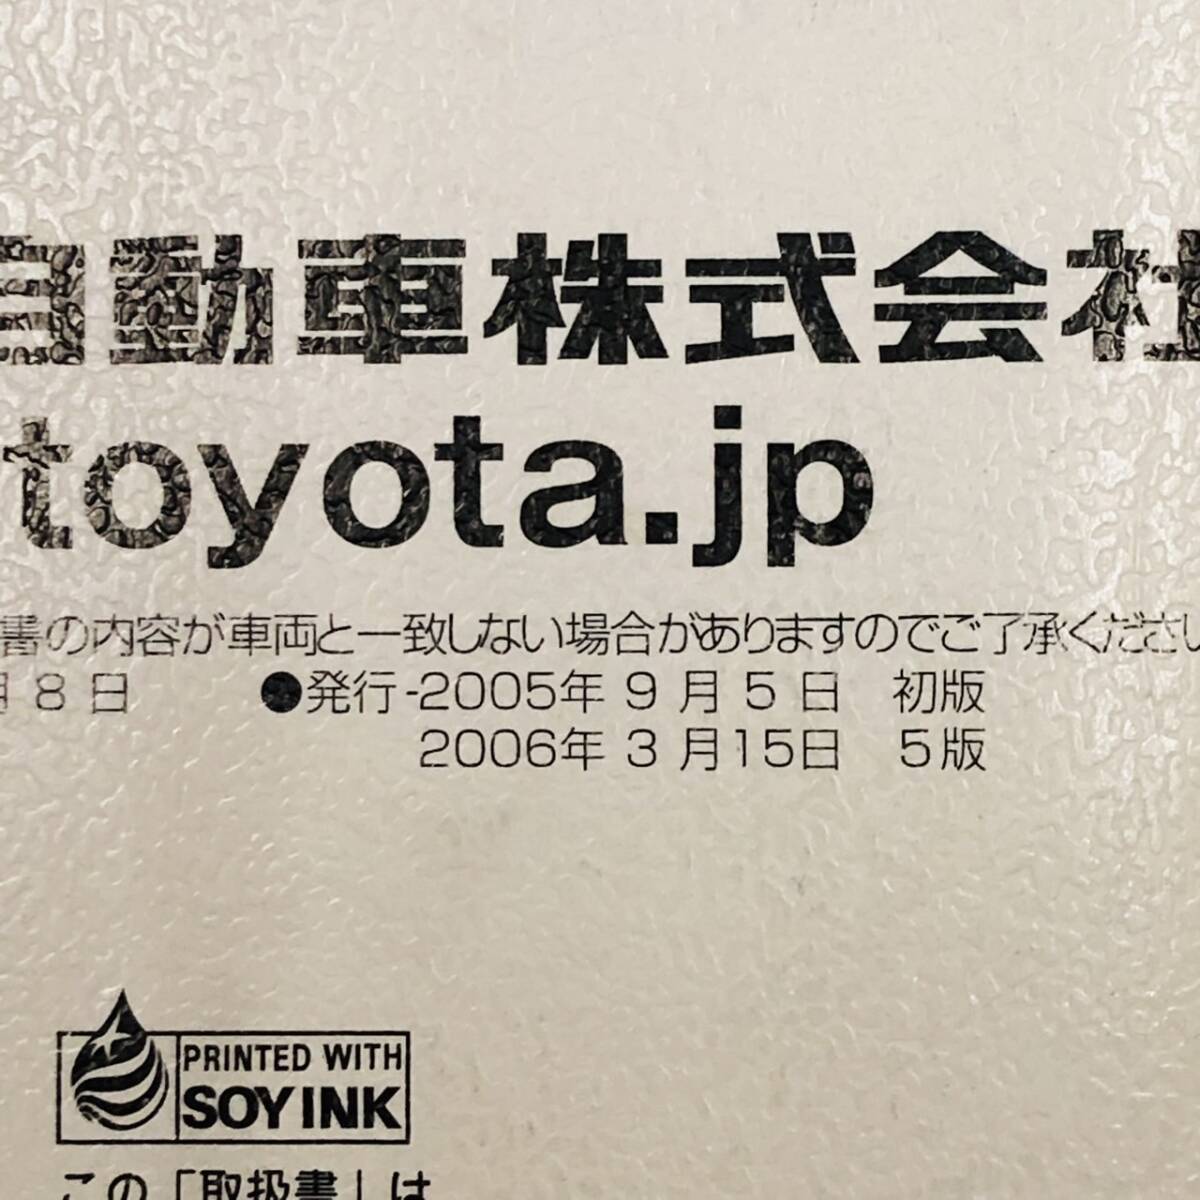 自動車株式会社
toyota.jp
書の内容が車両と一致しない場合がありますのでご了承ください
月 8 日 ●発行-2005年 9 月 5 日 初版
2006年 3 月15日 5版
PRINTED WITH
SOY INK
この「取扱書」は